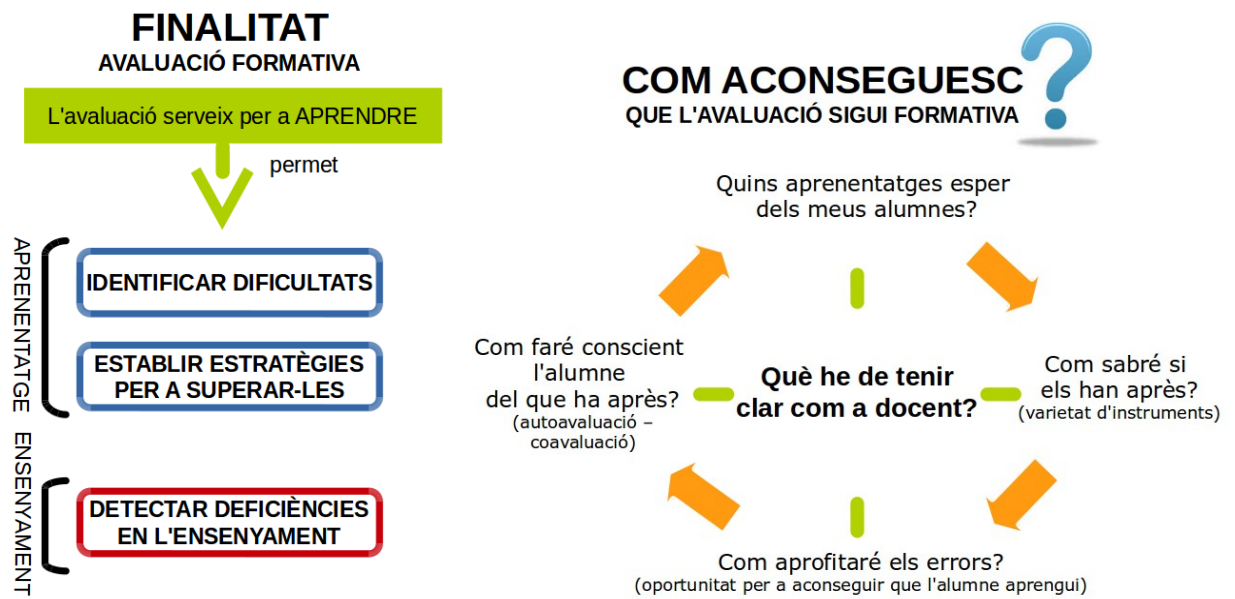 FINALITAT
AVALUACIÓ FORMATIVA
L'avaluació serveix per a APRENDRE
permet
APRENENTATGE
IDENTIFICAR DIFICULTATS
ESTABLIR ESTRATÈGIES
PER A SUPERAR-LES
ENSENYAMENT
DETECTAR DEFICIÈNCIES
EN L'ENSENYAMENT
COM ACONSEGUESC
QUE L'AVALUACIÓ SIGUI FORMATIVA
?
Quins aprenentatges esper
dels meus alumnes?
Com sabré si
els han après?
(varietat d'instruments)
Com aprofitaré els errors?
(oportunitat per a aconseguir que l'alumne aprengui)
Com faré conscient
l'alumne
del que ha après?
(autoavaluació –
coavaluació)
Què he de tenir
clar com a docent?